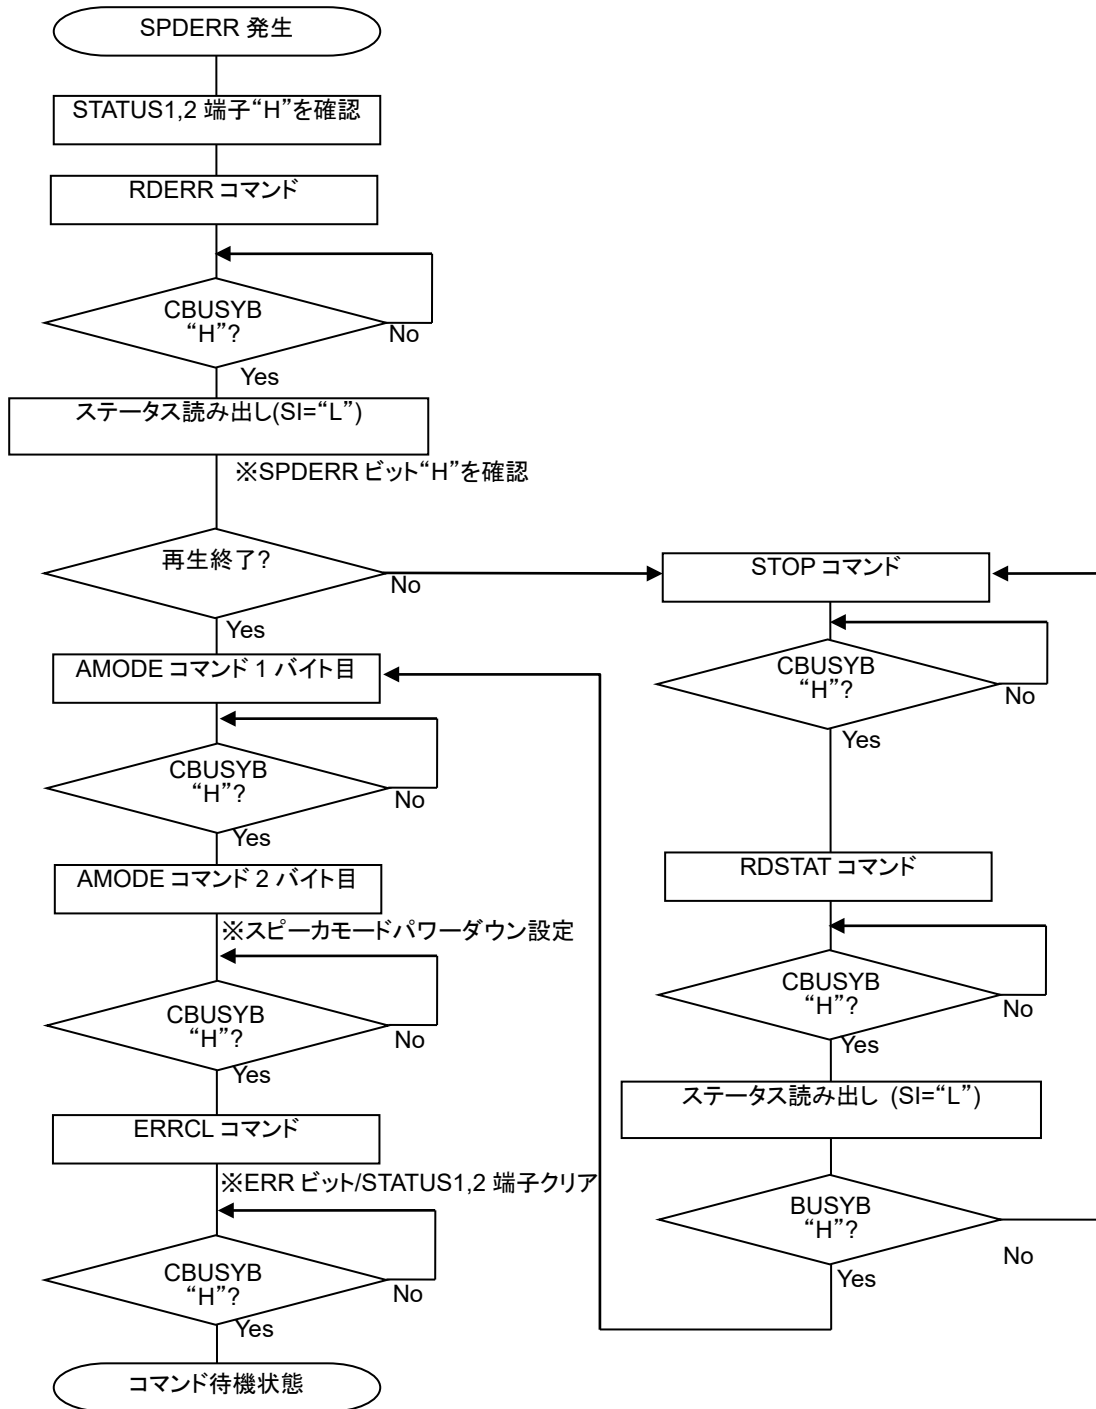 SPDERR 発生
STATUS1,2 端子“H”を確認
RDERR コマンド
CBUSYB
“H”?
No
Yes
ステータス読み出し(SI=“L”)
※SPDERR ビット“H”を確認
再生終了?
No
Yes
AMODE コマンド 1 バイト目
CBUSYB
“H”?
No
Yes
AMODE コマンド 2 バイト目
※スピーカモードパワーダウン設定
CBUSYB
“H”?
No
Yes
ERRCL コマンド
※ERR ビット/STATUS1,2 端子クリア
CBUSYB
“H”?
No
Yes
コマンド待機状態
STOP コマンド
CBUSYB
“H”?
No
Yes
RDSTAT コマンド
CBUSYB
“H”?
No
Yes
ステータス読み出し (SI=“L”)
BUSYB
“H”?
No
Yes